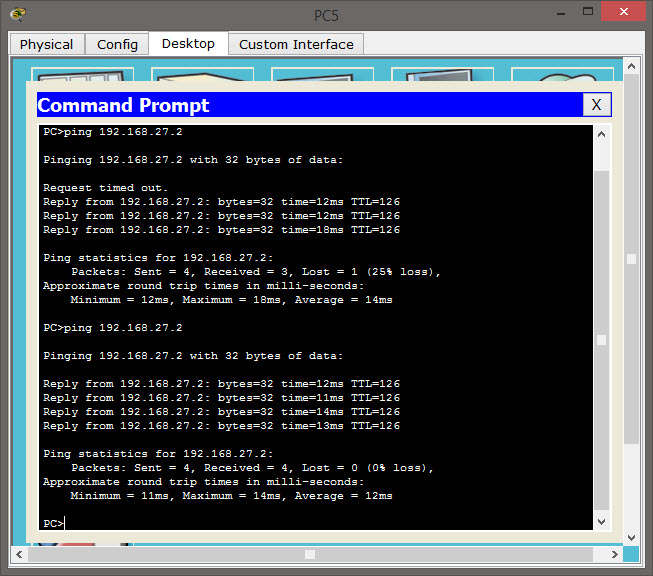 PC5
Physical Config Desktop Custom Interface
Command Prompt X
PC>ping 192.168.27.2
Pinging 192.168.27.2 with 32 bytes of data:
Request timed out.
Reply from 192.168.27.2: bytes=32 time=12ms TTL=126
Reply from 192.168.27.2: bytes=32 time=12ms TTL=126
Reply from 192.168.27.2: bytes=32 time=18ms TTL=126
Ping statistics for 192.168.27.2:
Packets: Sent = 4, Received = 3, Lost = 1 (25% loss),
Approximate round trip times in milli-seconds:
Minimum = 12ms, Maximum = 18ms, Average = 14ms
PC>ping 192.168.27.2
Pinging 192.168.27.2 with 32 bytes of data:
Reply from 192.168.27.2: bytes=32 time=12ms TTL=126
Reply from 192.168.27.2: bytes=32 time=11ms TTL=126
Reply from 192.168.27.2: bytes=32 time=14ms TTL=126
Reply from 192.168.27.2: bytes=32 time=13ms TTL=126
Ping statistics for 192.168.27.2:
Packets: Sent = 4, Received = 4, Lost = 0 (0% loss),
Approximate round trip times in milli-seconds:
Minimum = 11ms, Maximum = 14ms, Average = 12ms
PC>